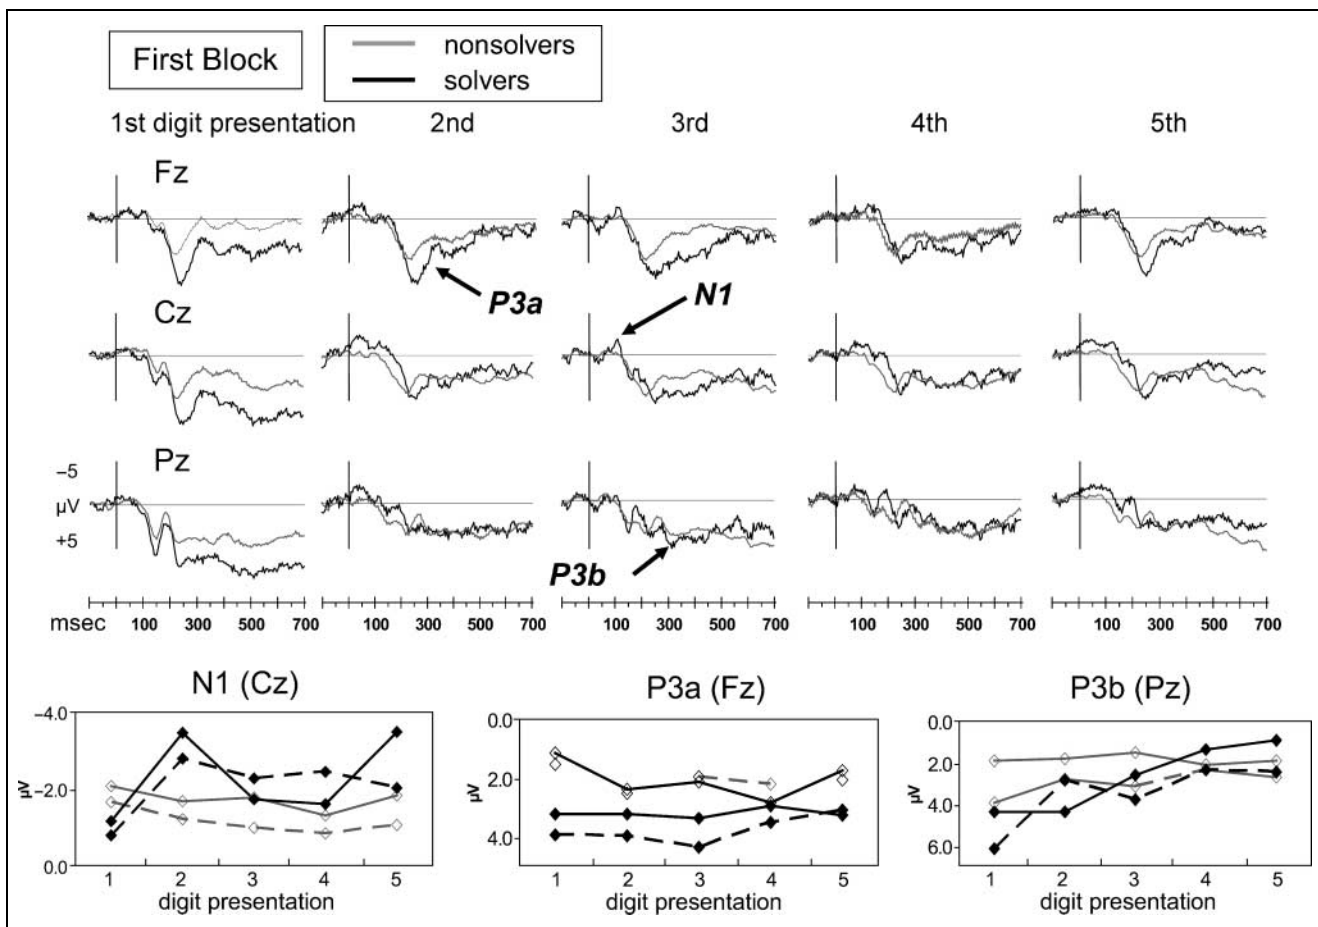 First Block
nonsolvers
solvers
1st digit presentation 2nd 3rd 4th 5th
Fz
P3a
N1
Cz
Pz
–5
µV
+5
P3b
msec 100 300 500 700 100 300 500 700 100 300 500 700 100 300 500 700 100 300 500 700
N1 (Cz) P3a (Fz) P3b (Pz)
–4.0
–2.0
0.0
µV
1 2 3 4 5
digit presentation
0.0
2.0
4.0
µV
1 2 3 4 5
digit presentation
0.0
2.0
4.0
6.0
µV
1 2 3 4 5
digit presentation